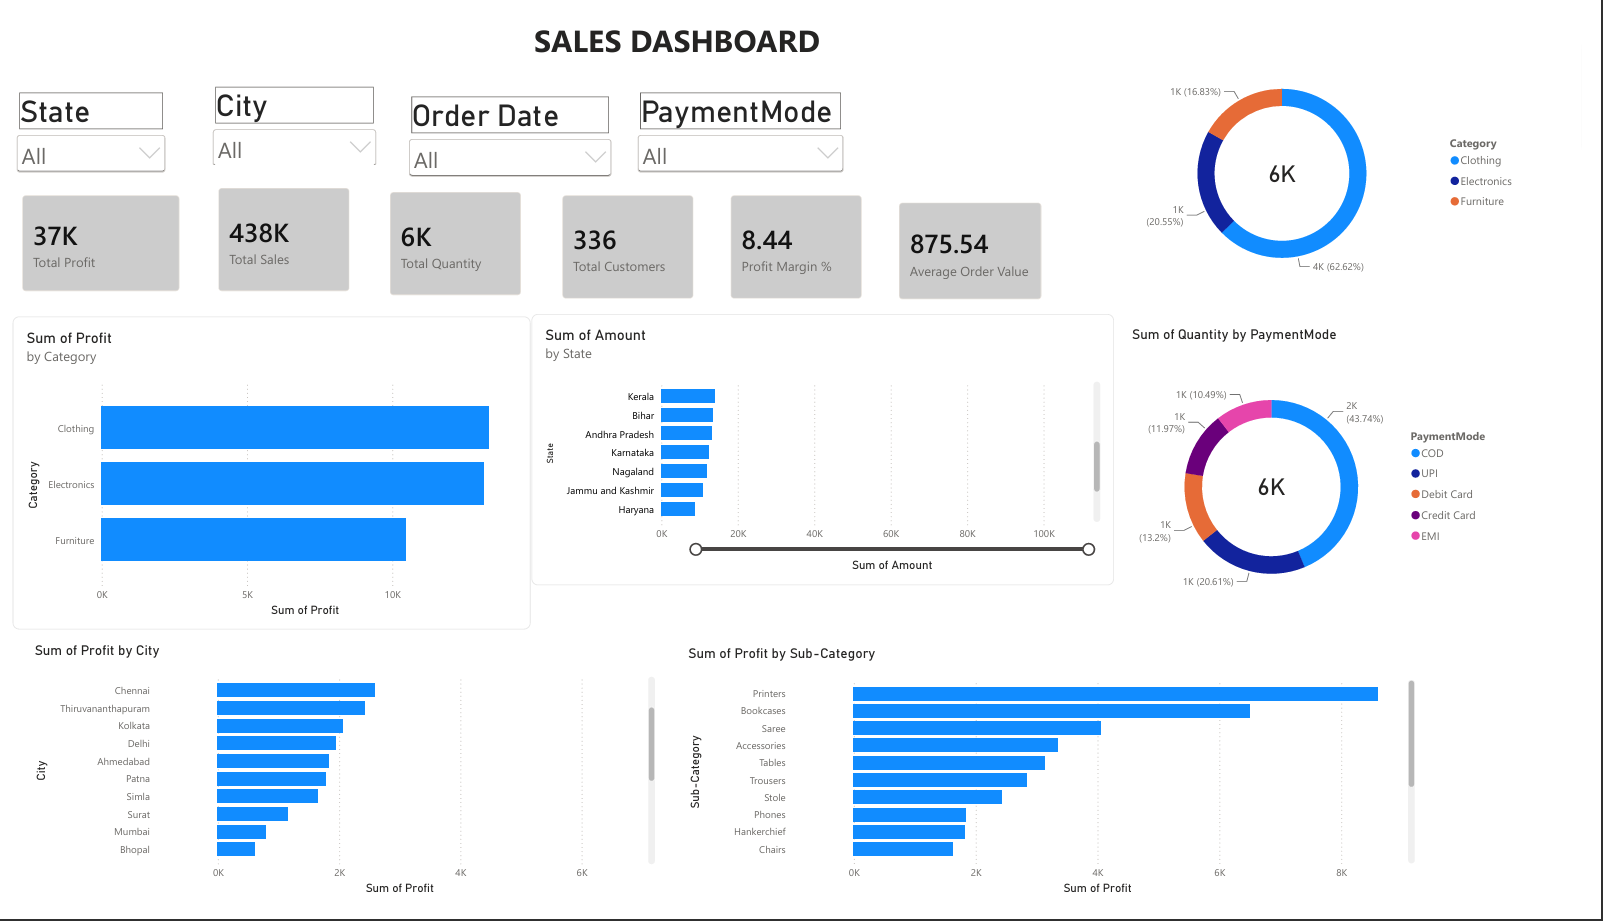 SALES DASHBOARD
State
City
Order Date
PaymentMode
All
All
All
All
37K
Total Profit
438K
Total Sales
6K
Total Quantity
336
Total Customers
8.44
Profit Margin %
875.54
Average Order Value
1K (16.83%)
1K
(20.55%)
4K (62.62%)
6K
Category
Clothing
Electronics
Furniture
Sum of Profit
by Category
Category
Clothing
Electronics
Furniture
0K
5K
10K
Sum of Profit
Sum of Amount
by State
State
Kerala
Bihar
Andhra Pradesh
Karnataka
Nagaland
Jammu and Kashmir
Haryana
0K
20K
40K
60K
80K
100K
Sum of Amount
Sum of Quantity by PaymentMode
1K (10.49%)
1K
(11.97%)
2K
(43.74%)
1K
(13.2%)
1K (20.61%)
6K
PaymentMode
COD
UPI
Debit Card
Credit Card
EMI
Sum of Profit by City
City
Chennai
Thiruvananthapuram
Kolkata
Delhi
Ahmedabad
Patna
Simla
Surat
Mumbai
Bhopal
0K
2K
4K
6K
Sum of Profit
Sum of Profit by Sub-Category
Sub-Category
Printers
Bookcases
Saree
Accessories
Tables
Trousers
Stole
Phones
Hankerchief
Chairs
0K
2K
4K
6K
8K
Sum of Profit